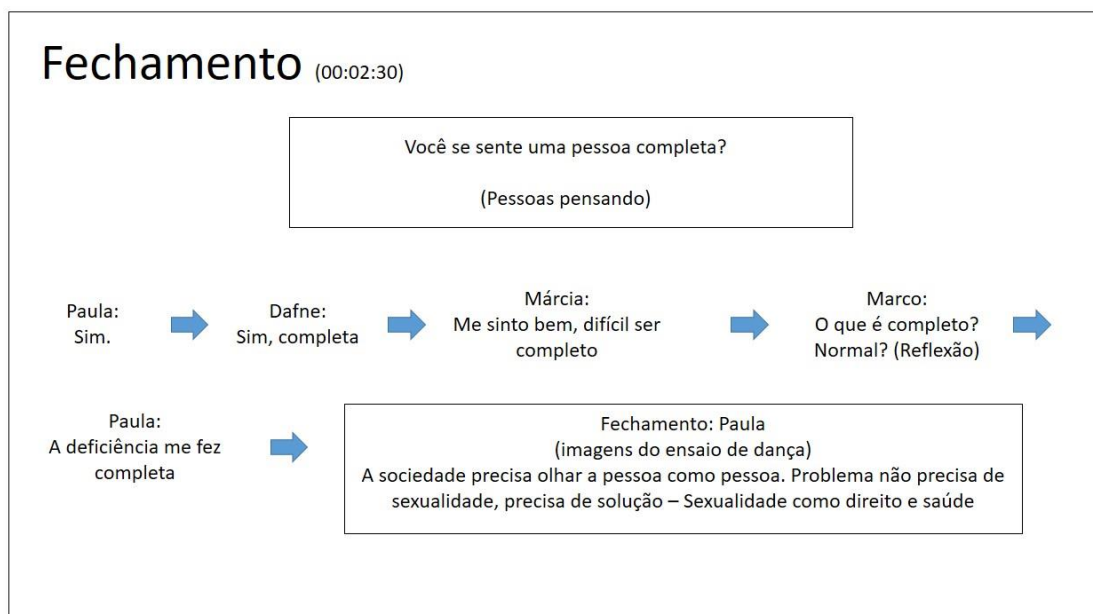 Fechamento (00:02:30)
Você se sente uma pessoa completa?
(Pessoas pensando)
Paula:
Sim.
Dafne:
Sim, completa
Márcia:
Me sinto bem, difícil ser
completo
Marco:
O que é completo?
Normal? (Reflexão)
Paula:
A deficiência me fez
completa
Fechamento: Paula
(imagens do ensaio de dança)
A sociedade precisa olhar a pessoa como pessoa. Problema não precisa de
sexualidade, precisa de solução – Sexualidade como direito e saúde